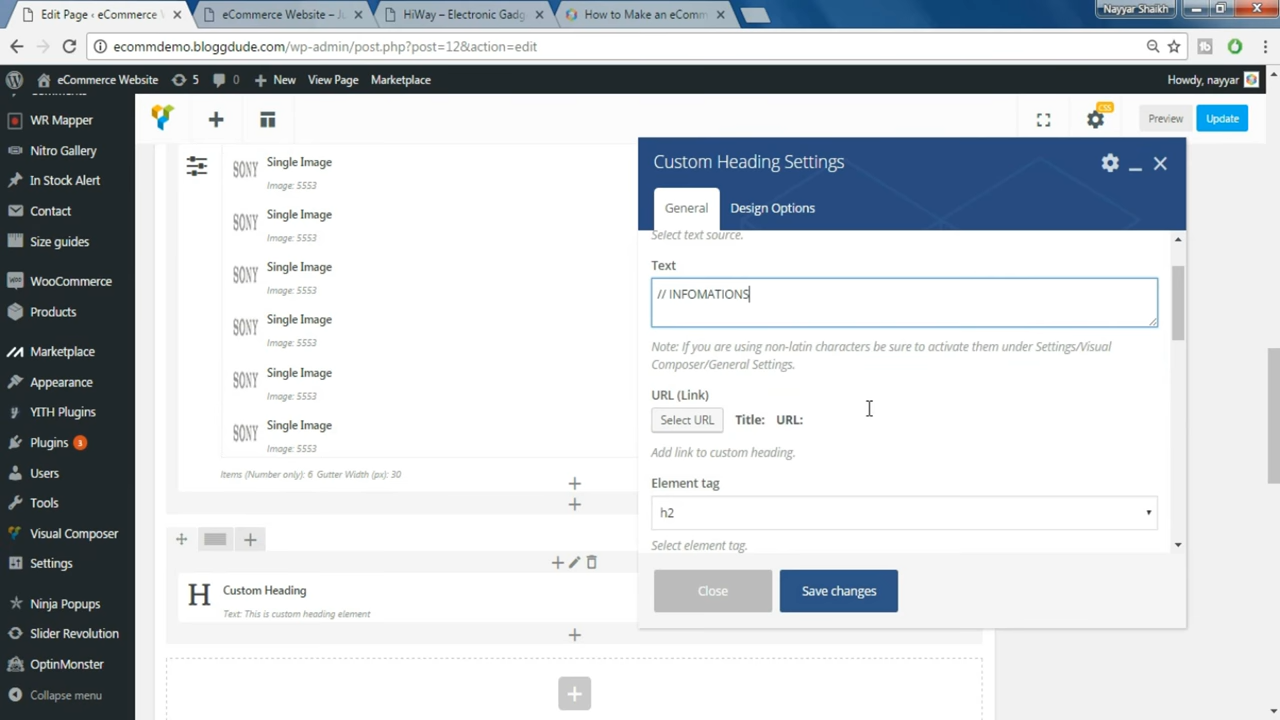 Edit Page ‹ eCommerce
eCommerce Website – Ju
HiWay – Electronic Gadg
How to Make an eComm
Nayyar Shaikh
ecommdemo.bloggdude.com/wp-admin/post.php?post=12&action=edit
eCommerce Website
5
0
New
View Page
Marketplace
Howdy, nayyar
WR Mapper
Nitro Gallery
In Stock Alert
Contact
Size guides
WooCommerce
Products
Marketplace
Appearance
YITH Plugins
Plugins 3
Users
Tools
Visual Composer
Settings
Ninja Popups
Slider Revolution
OptinMonster
Collapse menu
CSS
Preview
Update
SONY
Single Image
Image: 5553
SONY
Single Image
Image: 5553
SONY
Single Image
Image: 5553
SONY
Single Image
Image: 5553
SONY
Single Image
Image: 5553
SONY
Single Image
Image: 5553
Items (Number only): 6 Gutter Width (px): 30
H
Custom Heading
Text: This is custom heading element
Custom Heading Settings
General
Design Options
Select text source.
Text
// INFOMATIONS
Note: If you are using non-latin characters be sure to activate them under Settings/Visual
Composer/General Settings.
URL (Link)
Select URL
Title: URL:
Add link to custom heading.
Element tag
h2
Select element tag.
Close
Save changes